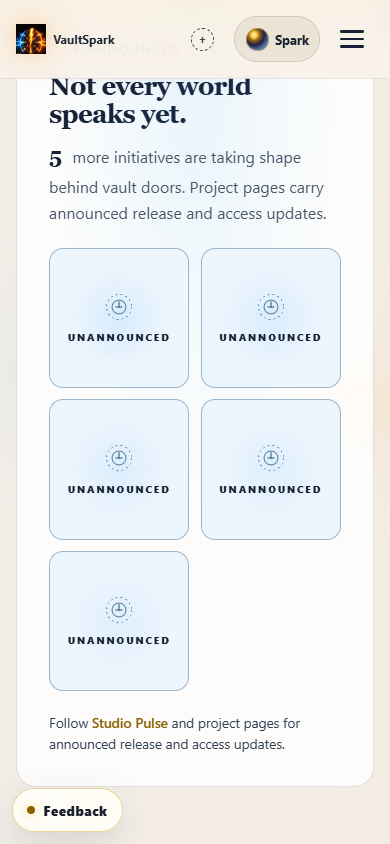 VaultSpark
+
Spark
UNANNOUNCED
Not every world
speaks yet.
5 more initiatives are taking shape
behind vault doors. Project pages carry
announced release and access updates.
UNANNOUNCED
UNANNOUNCED
UNANNOUNCED
UNANNOUNCED
UNANNOUNCED
Follow Studio Pulse and project pages for
announced release and access updates.
Feedback